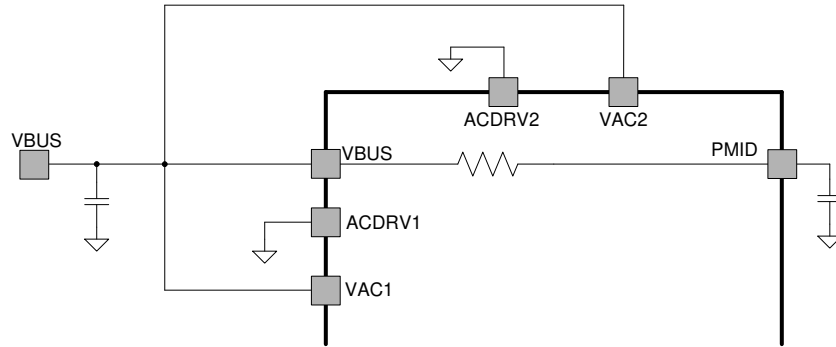 ACDRV2
VAC2
VBUS
VBUS
PMID
ACDRV1
VAC1